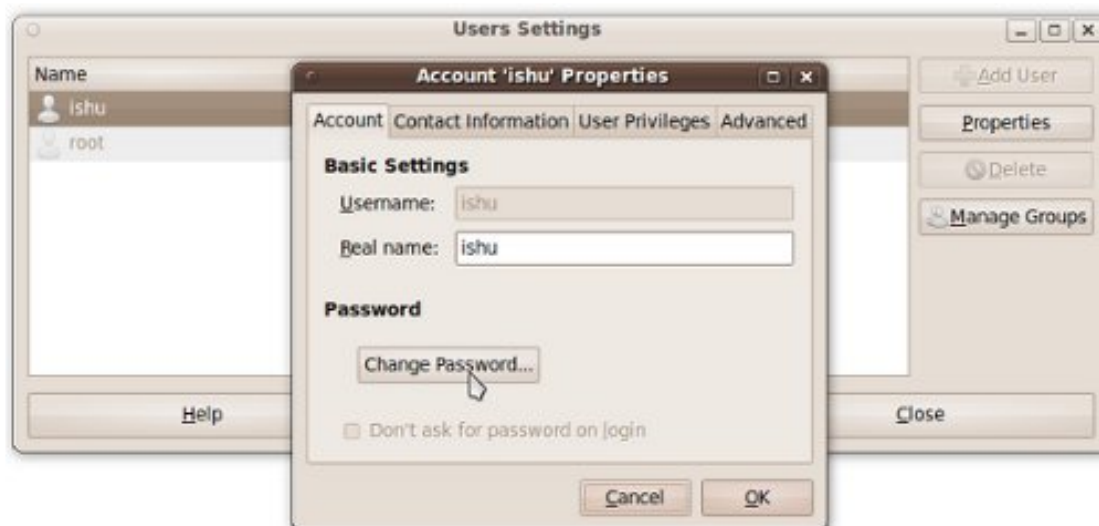 Users Settings
Name
ishu
root
Add User
Properties
Delete
Manage Groups
Help
Close
Account 'ishu' Properties
Account Contact Information User Privileges Advanced
Basic Settings
Username: ishu
Real name: ishu
Password
Change Password...
Don't ask for password on login
Cancel OK